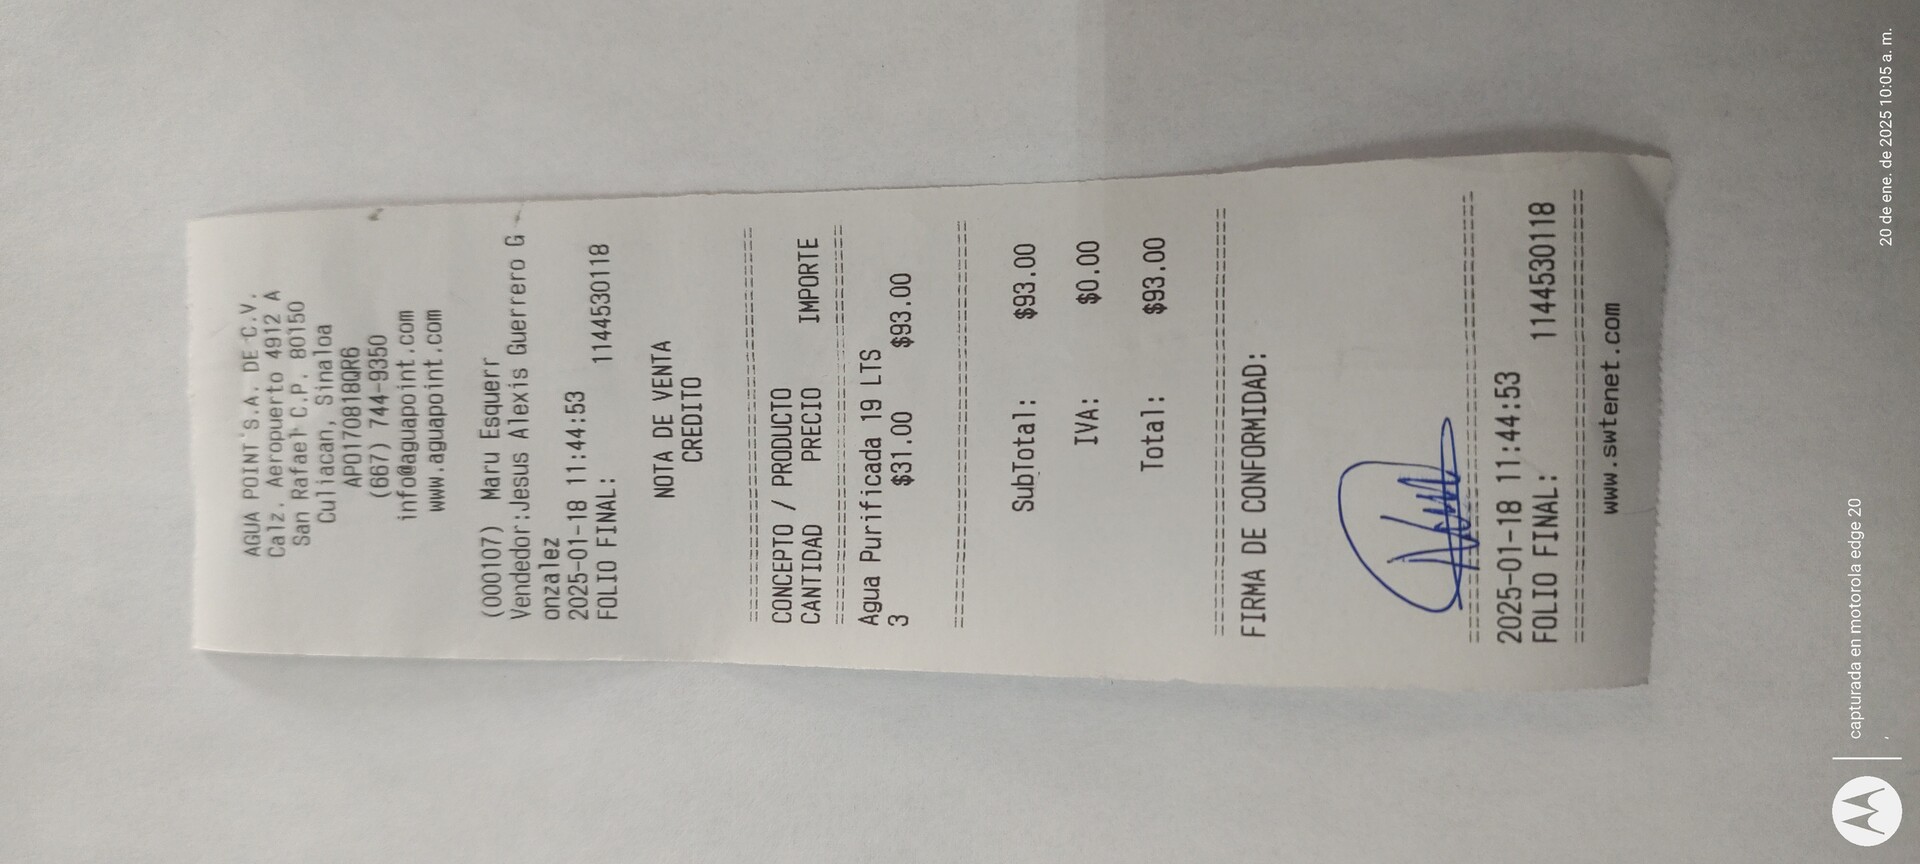 AGUA POINT'S.A. DE C.V.
Calz. Aeropuerto 4912 A
San Rafael C.P. 80150
Culiacan, Sinaloa
APO170818QR6
(667) 744-9350
info@aguapoint.com
www.aguapoint.com
(000107) Maru Esquerr
Vendedor:Jesus Alexis Guerrero G
onzalez
2025-01-18 11:44:53
FOLIO FINAL: 1144530118
NOTA DE VENTA
CREDITO
CONCEPTO / PRODUCTO
CANTIDAD PRECIO IMPORTE
Agua Purificada 19 LTS
3 $31.00 $93.00
SubTotal: $93.00
IVA: $0.00
Total: $93.00
FIRMA DE CONFORMIDAD:
2025-01-18 11:44:53
FOLIO FINAL: 1144530118
www.swtenet.com
capturada en motorola edge 20
20 de ene. de 2025 10:05 a. m.